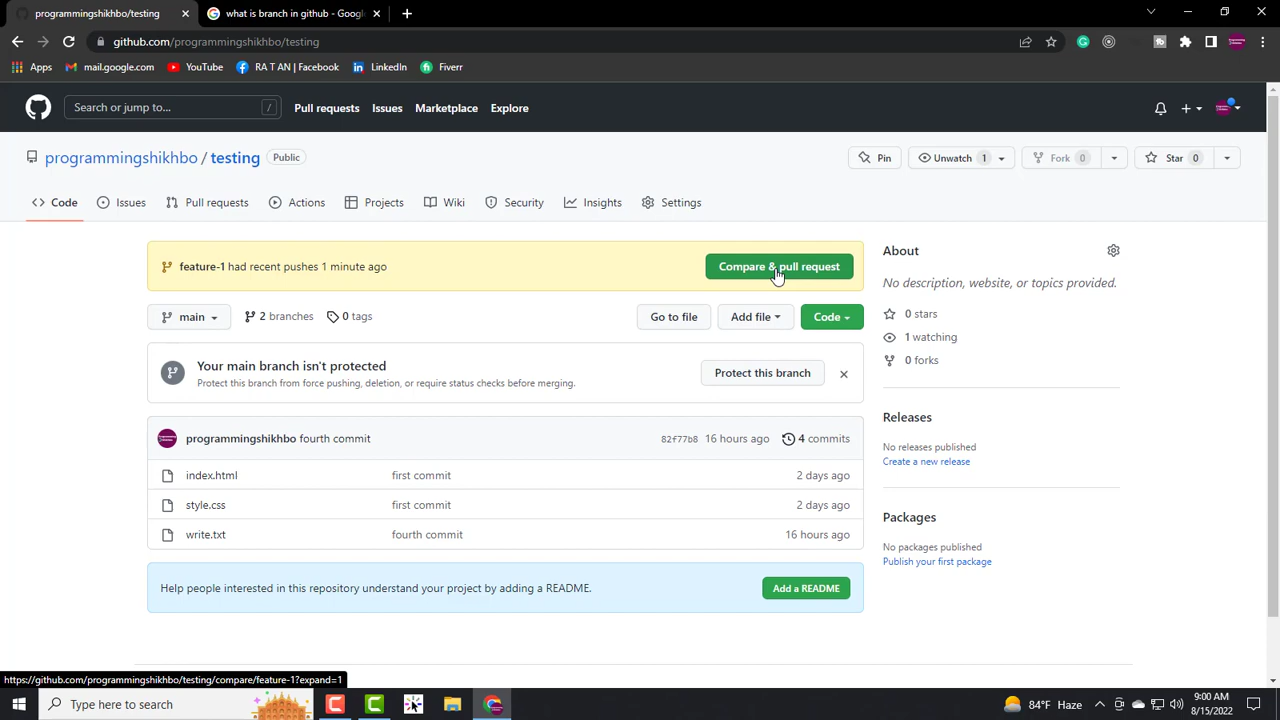 programmingshikhbo/testing
what is branch in github - Googl
github.com/programmingshikhbo/testing
Apps
mail.google.com
YouTube
RA T AN | Facebook
LinkedIn
Fiverr
Search or jump to...
/
Pull requests
Issues
Marketplace
Explore
programmingshikhbo / testing
Public
Pin
Unwatch 1
Fork 0
Star 0
Code
Issues
Pull requests
Actions
Projects
Wiki
Security
Insights
Settings
feature-1 had recent pushes 1 minute ago
Compare & pull request
main
2 branches
0 tags
Go to file
Add file
Code
Your main branch isn't protected
Protect this branch from force pushing, deletion, or require status checks before merging.
Protect this branch
programmingshikhbo fourth commit
82f77b8 16 hours ago
4 commits
index.html first commit 2 days ago
style.css first commit 2 days ago
write.txt fourth commit 16 hours ago
Help people interested in this repository understand your project by adding a README.
Add a README
About
No description, website, or topics provided.
0 stars
1 watching
0 forks
Releases
No releases published
Create a new release
Packages
No packages published
Publish your first package
https://github.com/programmingshikhbo/testing/compare/feature-1?expand=1
Type here to search
84°F Haze
9:00 AM
8/15/2022